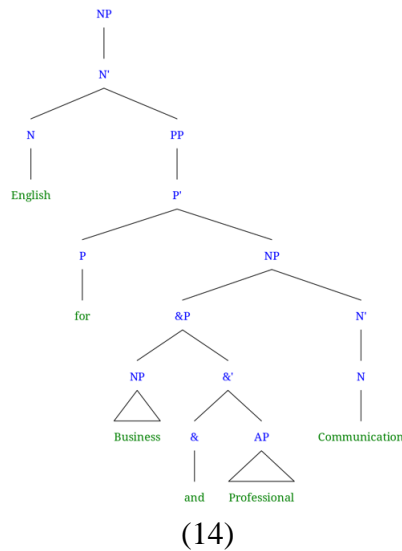 NP
N'
N PP
English P'
P NP
for &P N'
NP &' N
Business & AP Communication
and Professional
(14)